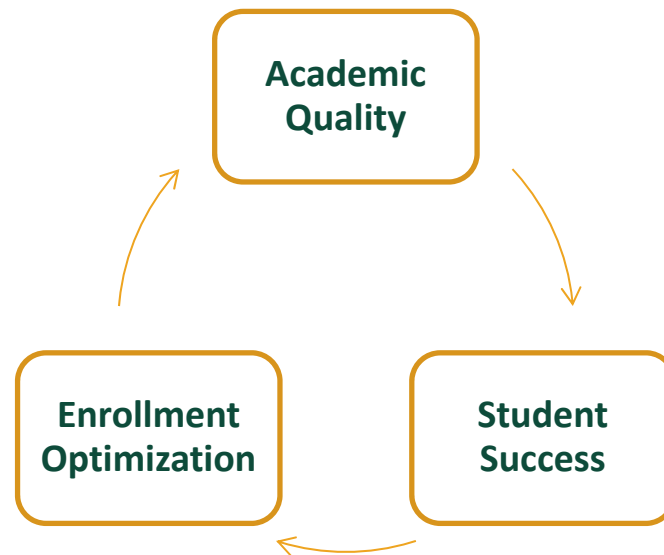 Academic
Quality
Enrollment
Optimization
Student
Success